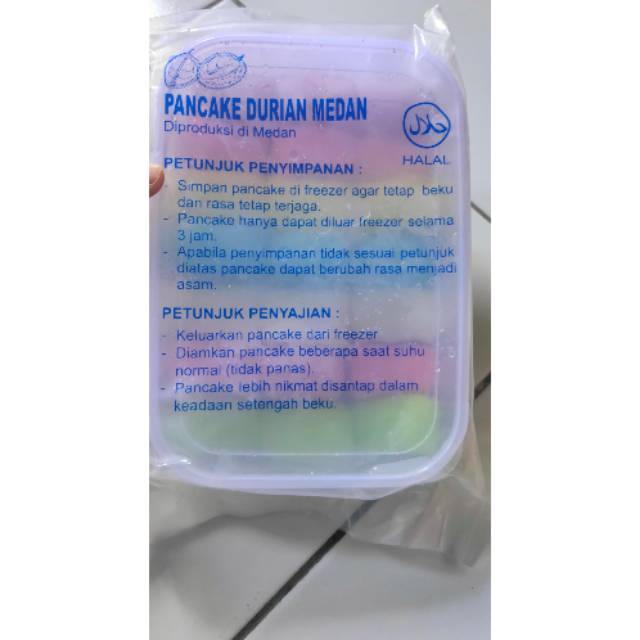 PANCAKE DURIAN MEDAN
Diproduksi di Medan
حلال
HALAL
PETUNJUK PENYIMPANAN :
- Simpan pancake di freezer agar tetap beku
dan rasa tetap terjaga.
- Pancake hanya dapat diluar freezer selama
3 jam.
- Apabila penyimpanan tidak sesuai petunjuk
diatas pancake dapat berubah rasa menjadi
asam.
PETUNJUK PENYAJIAN :
- Keluarkan pancake dari freezer
- Diamkan pancake beberapa saat suhu
normal (tidak panas).
- Pancake lebih nikmat disantap dalam
keadaan setengah beku.